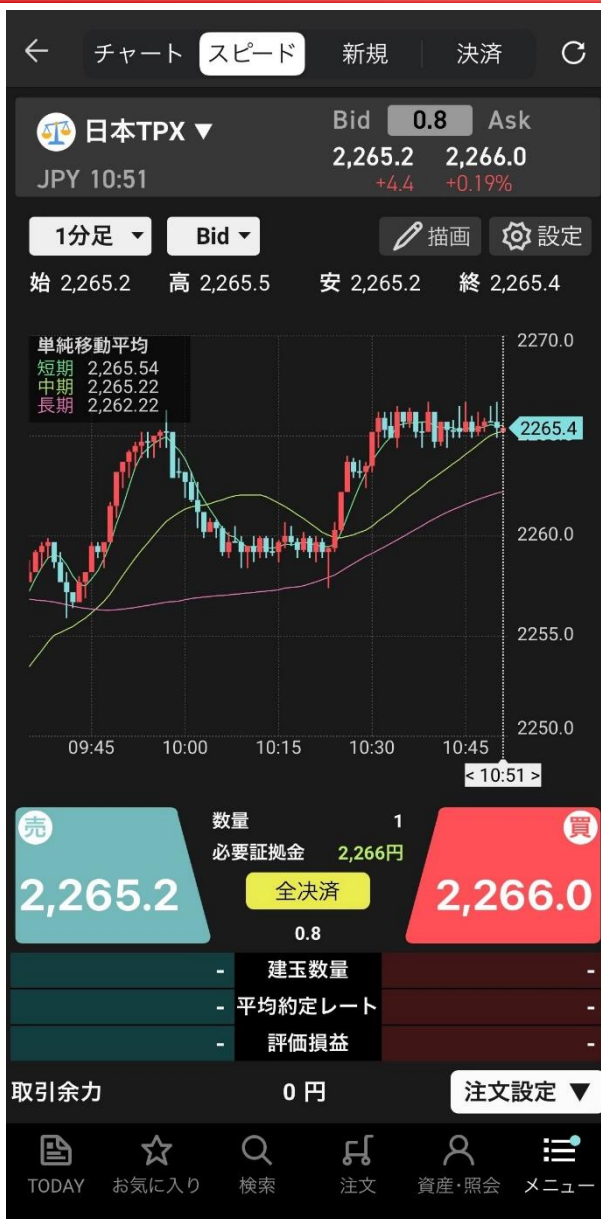 チャート スピード 新規 決済
日本TPX ▼ Bid 0.8 Ask
2,265.2 2,266.0
JPY 10:51 +4.4 +0.19%
1分足 ▼ Bid ▼ 描画 設定
始 2,265.2 高 2,265.5 安 2,265.2 終 2,265.4
単純移動平均
短期 2,265.54
中期 2,265.22
長期 2,262.22
2270.0
2265.4
2260.0
2255.0
2250.0
09:45 10:00 10:15 10:30 10:45
< 10:51 >
売 数量 1 買
必要証拠金 2,266円
2,265.2 全決済 2,266.0
0.8
- 建玉数量 -
- 平均約定レート -
- 評価損益 -
取引余力 0 円 注文設定 ▼
TODAY お気に入り 検索 注文 資産・照会 メニュー